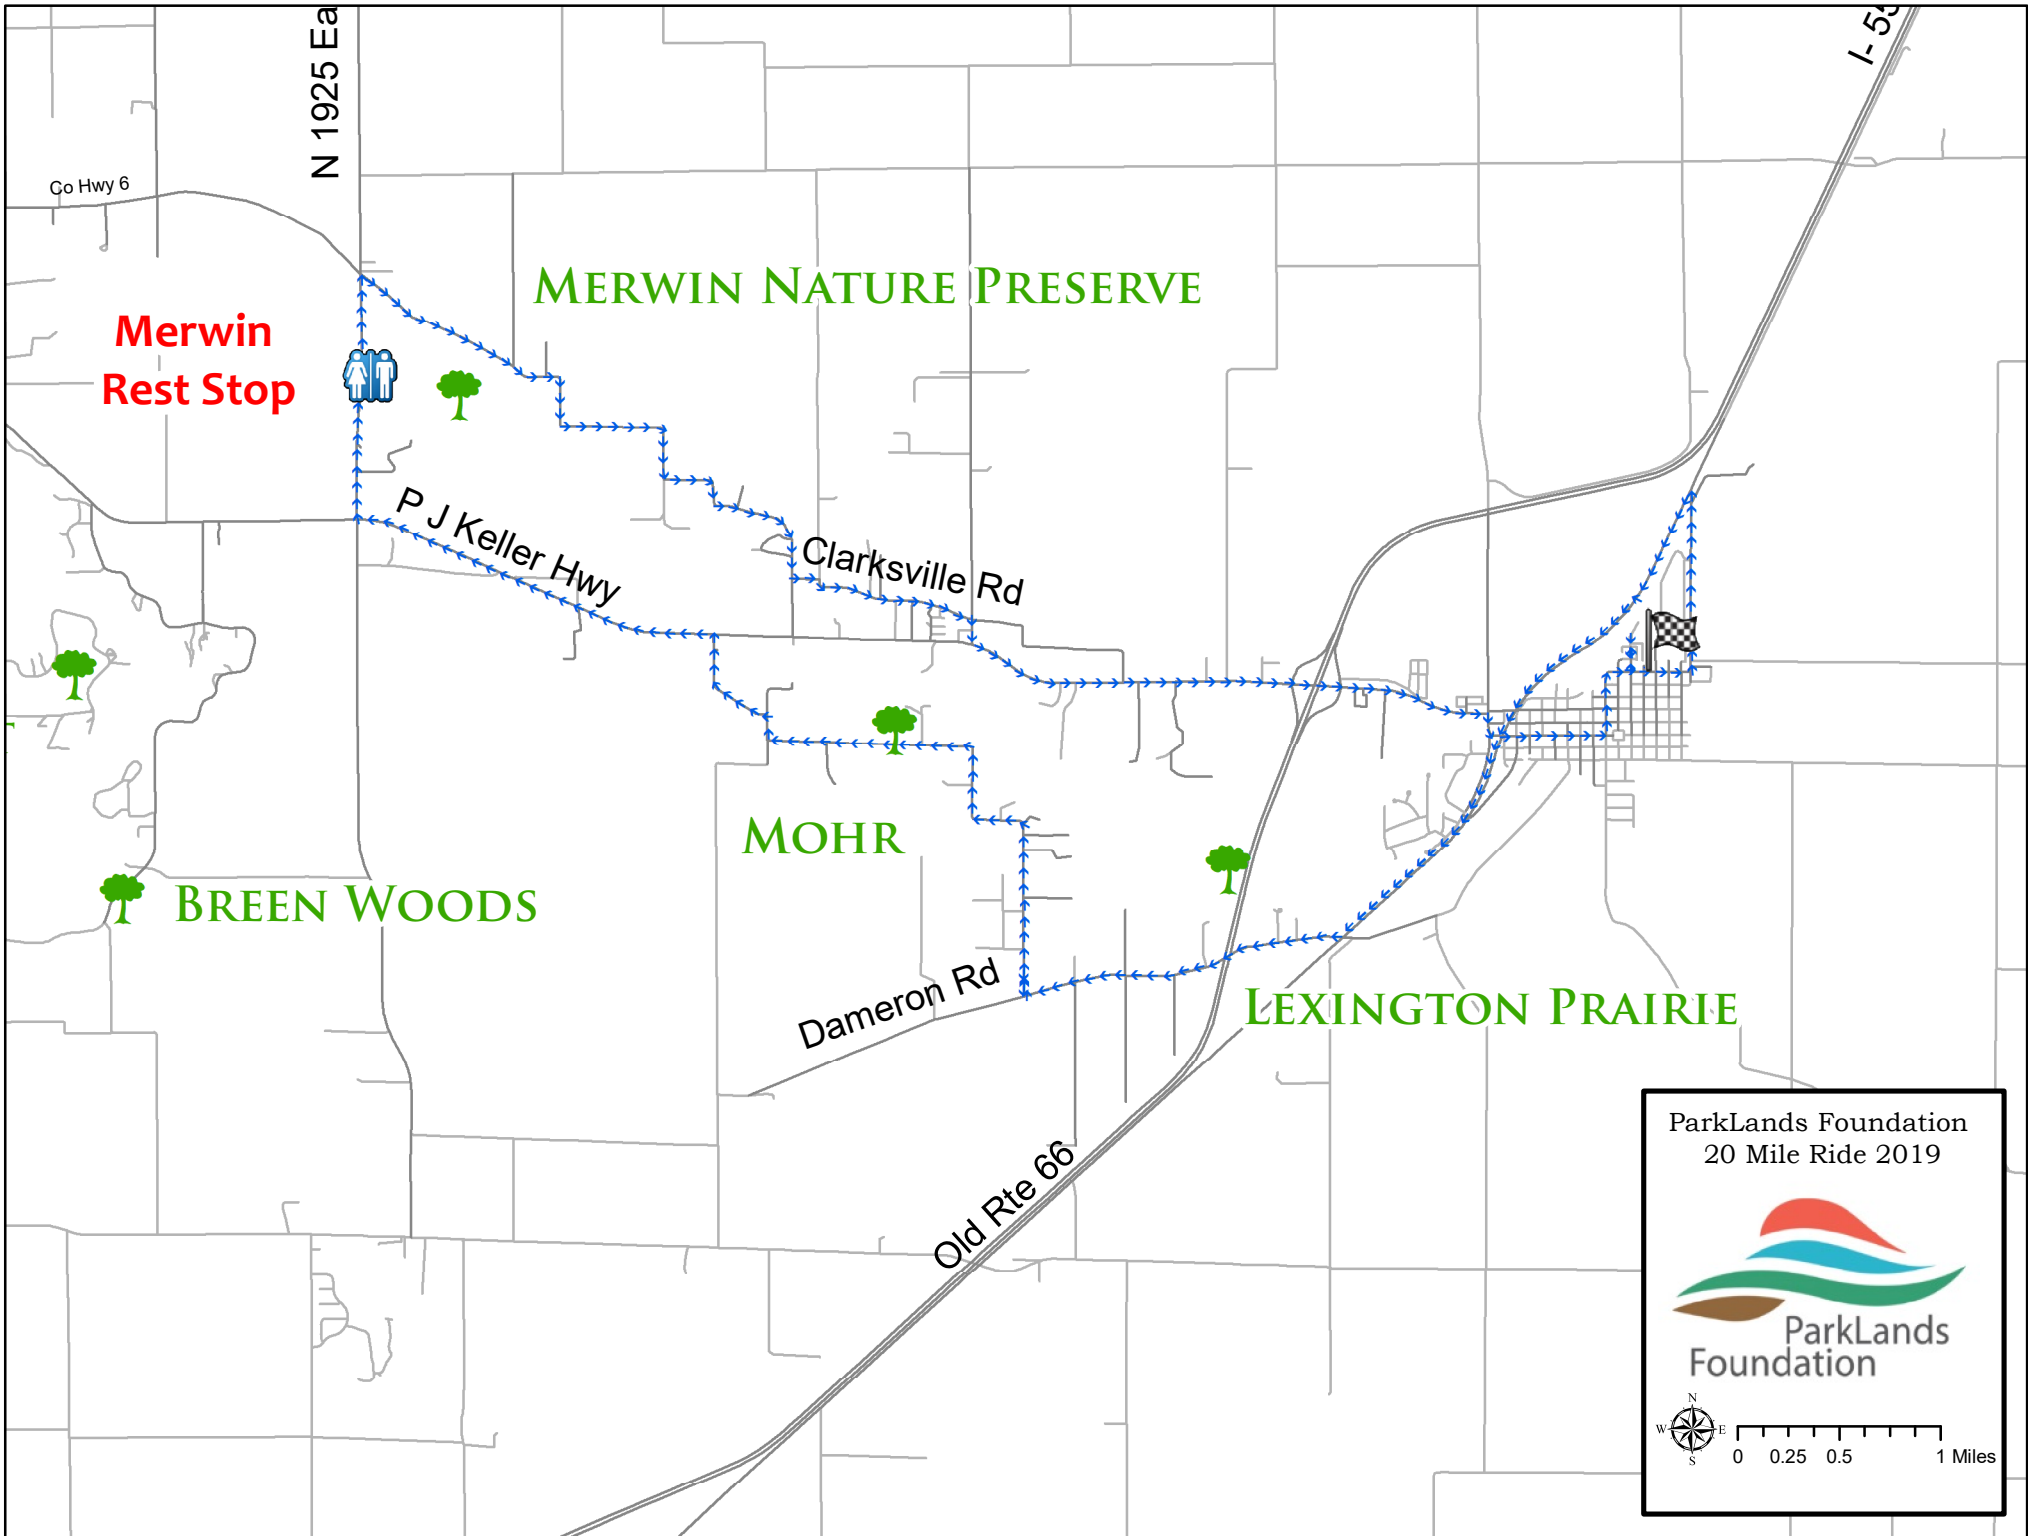 N 1925 Ea
I- 55
Co Hwy 6
MERWIN NATURE PRESERVE
Merwin
Rest Stop
P J Keller Hwy
Clarksville Rd
MOHR
BREEN WOODS
Dameron Rd
LEXINGTON PRAIRIE
Old Rte 66
ParkLands Foundation
20 Mile Ride 2019
ParkLands
Foundation
N
W E
S
0 0.25 0.5 1 Miles